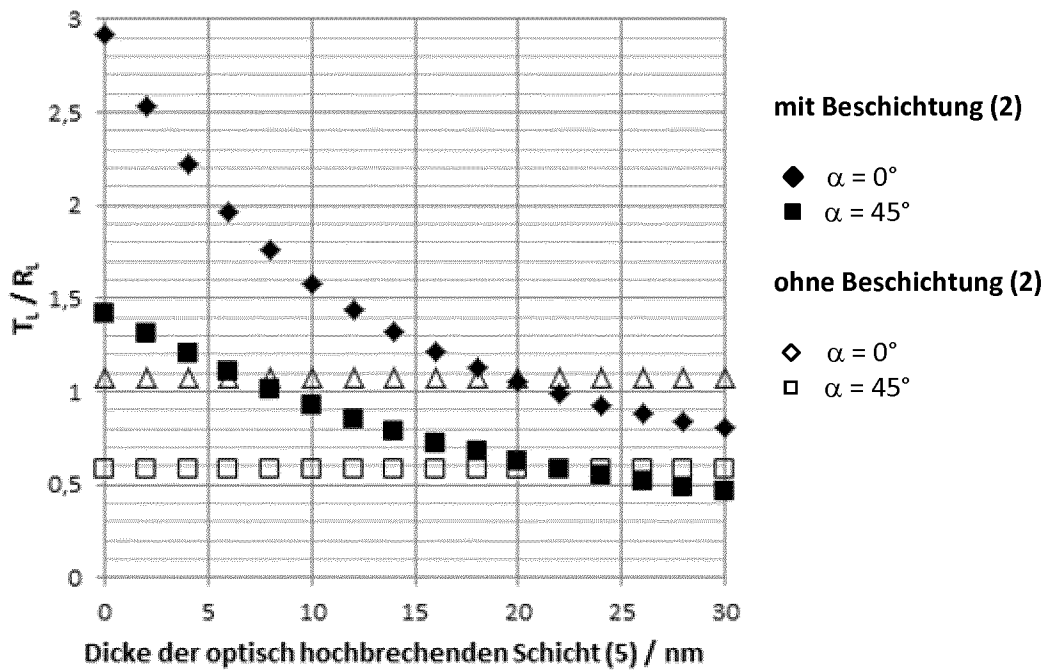 3
2,5
2
1,5
1
0,5
0
T_L / R_L
0 5 10 15 20 25 30
Dicke der optisch hochbrechenden Schicht (5) / nm
mit Beschichtung (2)
α = 0°
α = 45°
ohne Beschichtung (2)
α = 0°
α = 45°